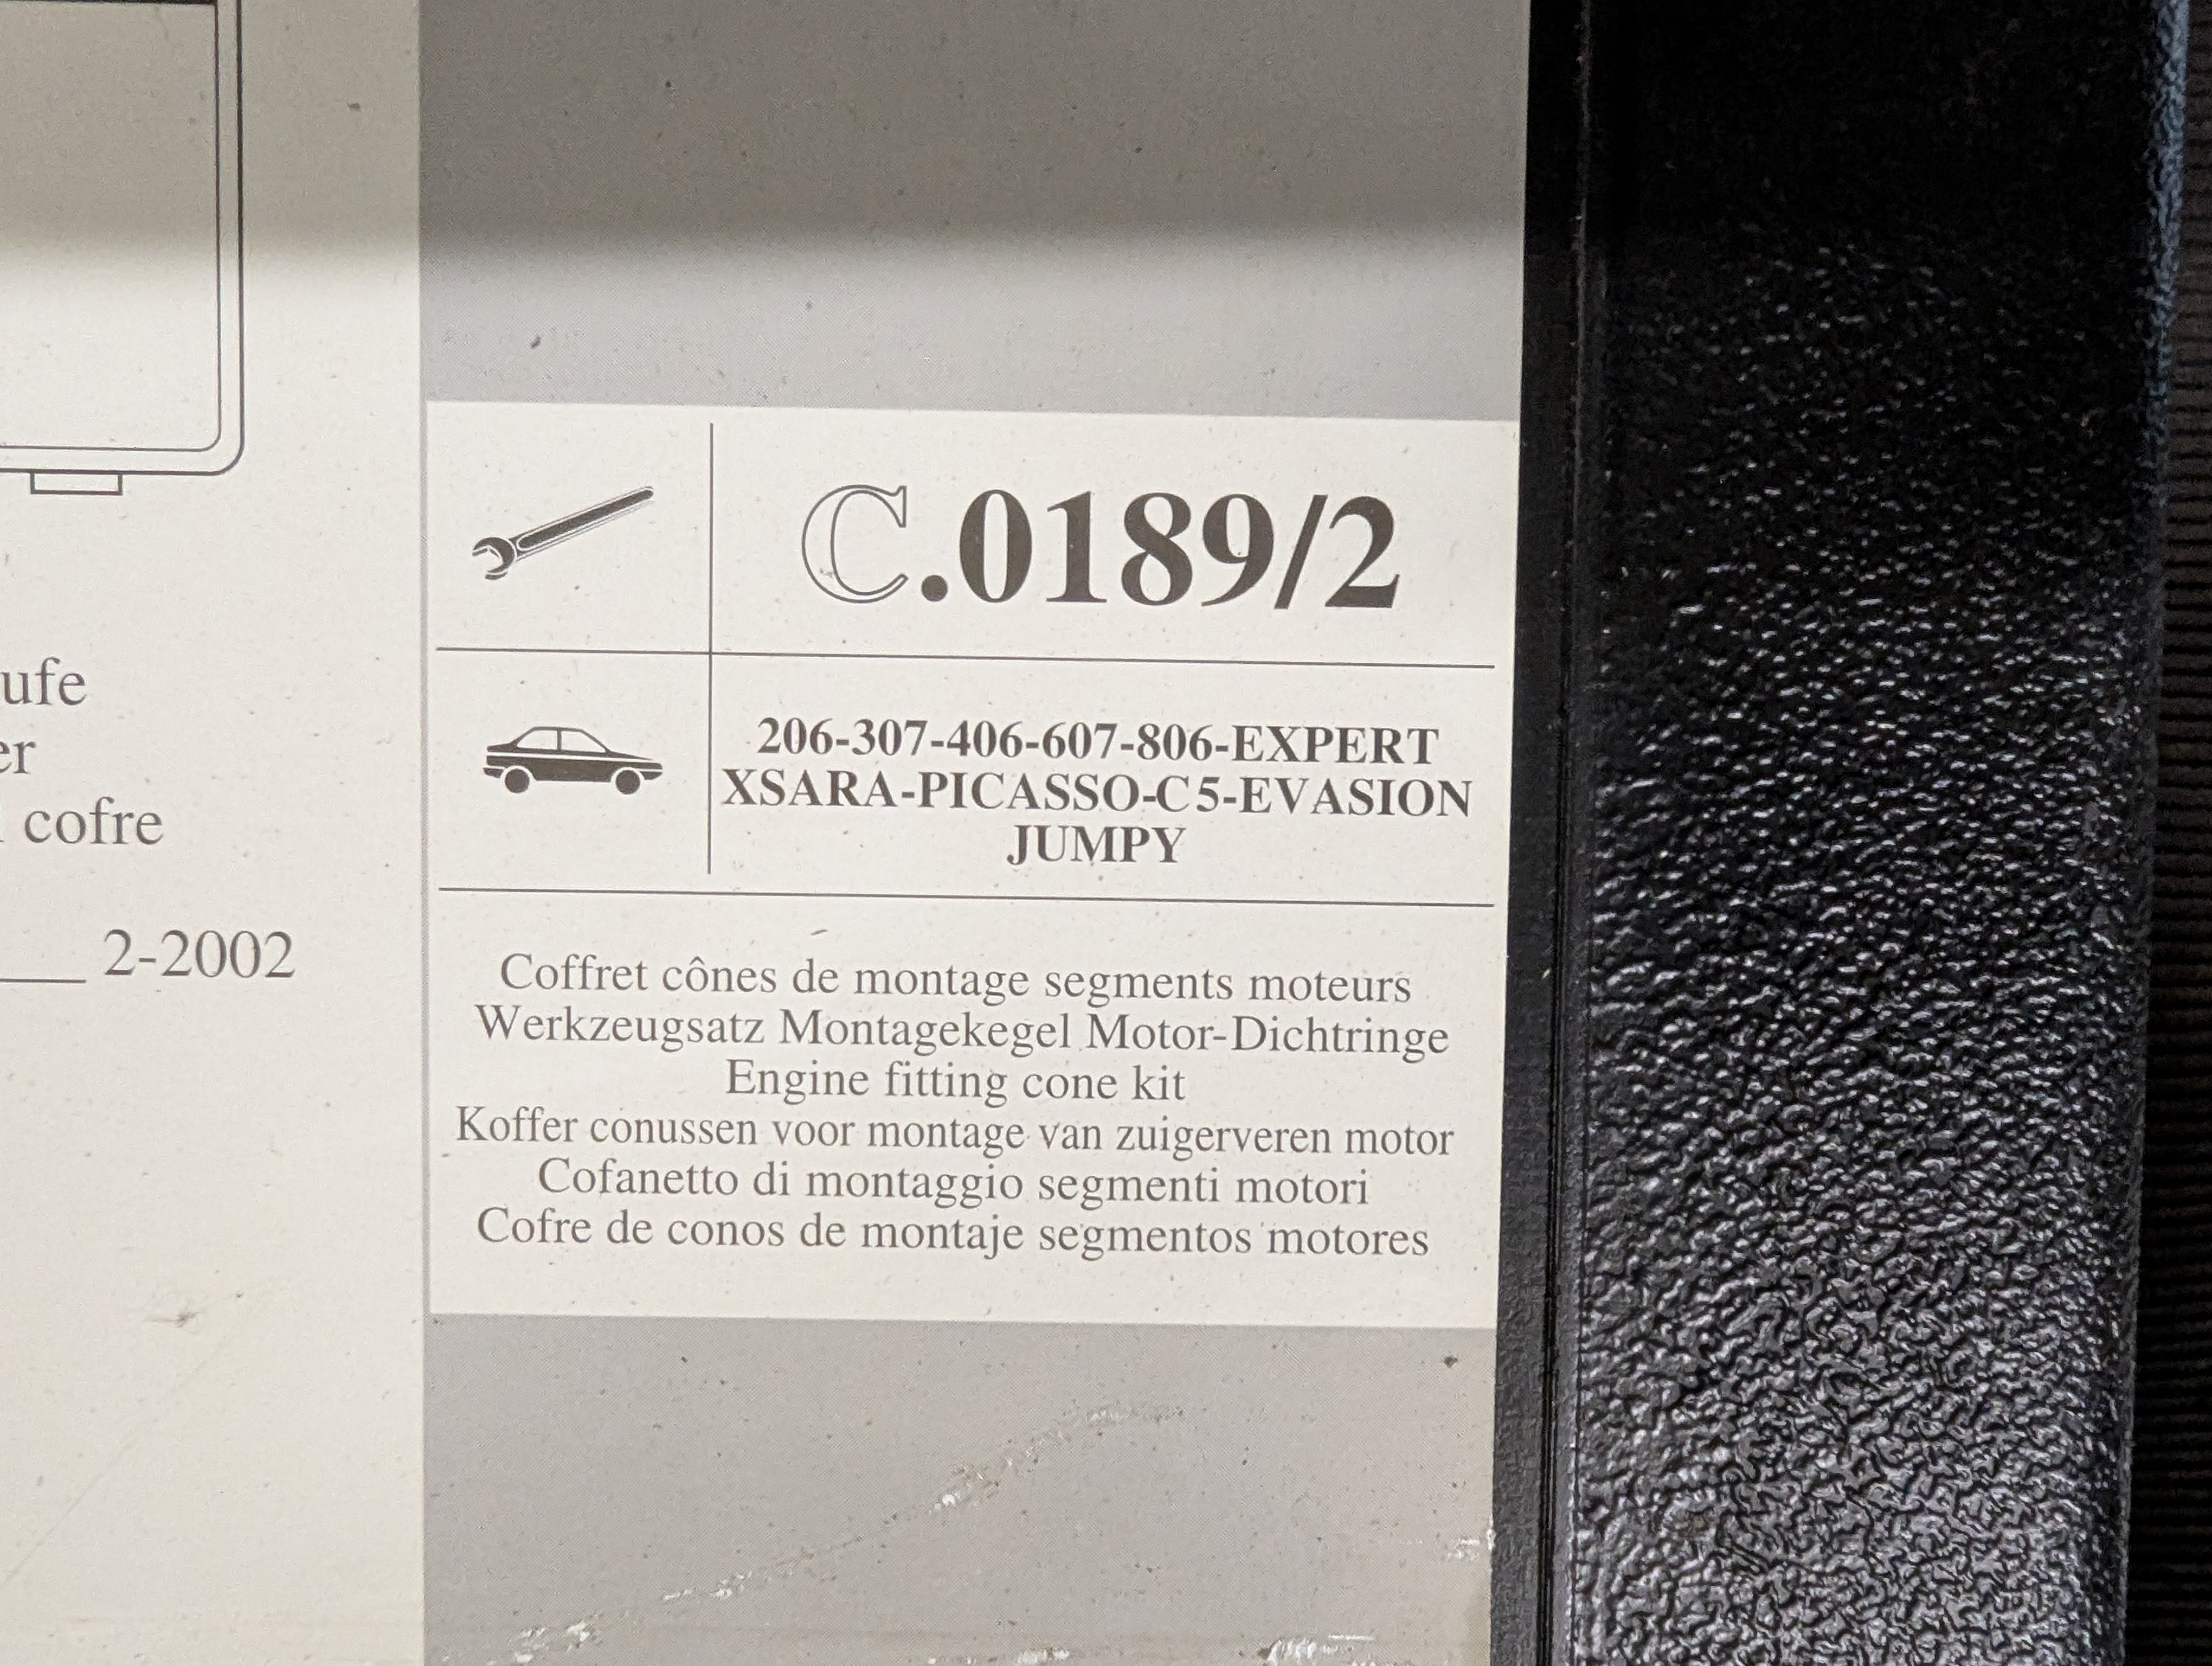 ufe
er
cofre
2-2002
C.0189/2
206-307-406-607-806-EXPERT
XSARA-PICASSO-C5-EVASION
JUMPY
Coffret cônes de montage segments moteurs
Werkzeugsatz Montagekegel Motor-Dichtringe
Engine fitting cone kit
Koffer conussen voor montage van zuigerveren motor
Cofanetto di montaggio segmenti motori
Cofre de conos de montaje segmentos motores